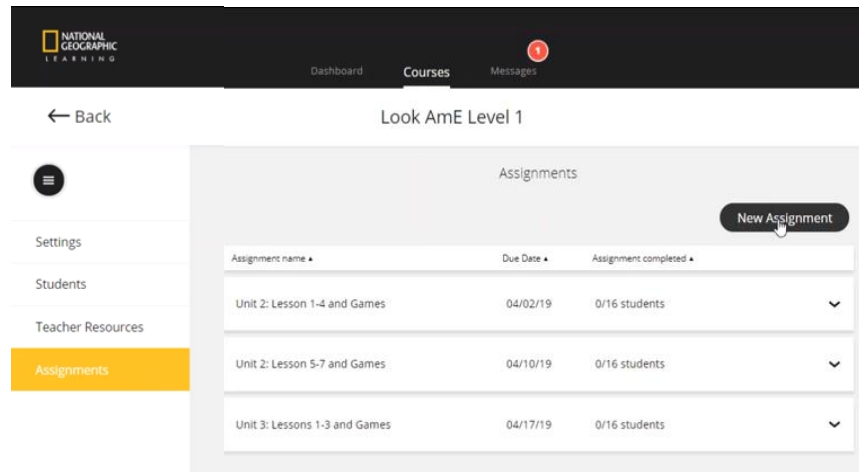 NATIONAL
GEOGRAPHIC
LEARNING
Dashboard Courses Messages 1
← Back
Look AmE Level 1
Assignments
New Assignment
Settings
Students
Teacher Resources
Assignments
Assignment name ▴ Due Date ▴ Assignment completed ▴
Unit 2: Lesson 1-4 and Games 04/02/19 0/16 students
Unit 2: Lesson 5-7 and Games 04/10/19 0/16 students
Unit 3: Lessons 1-3 and Games 04/17/19 0/16 students